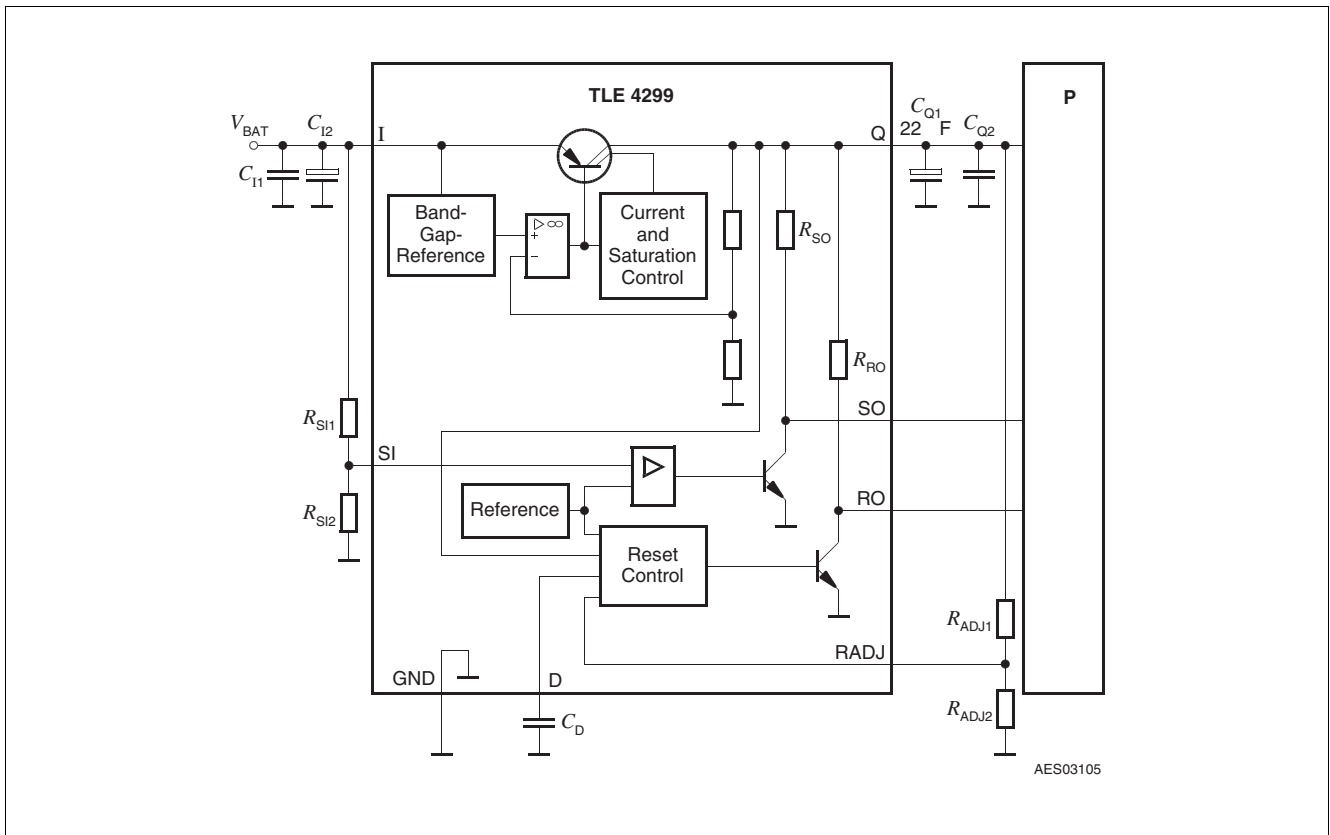 TLE 4299
P
V_BAT
C_I2
I
Q
C_Q1
22 F
C_Q2
C_I1
Band-
Gap-
Reference
▷ ∞
+
−
Current
and
Saturation
Control
R_SO
R_RO
R_SI1
SO
SI
▷
Reference
RO
R_SI2
Reset
Control
R_ADJ1
RADJ
GND
D
C_D
R_ADJ2
AES03105